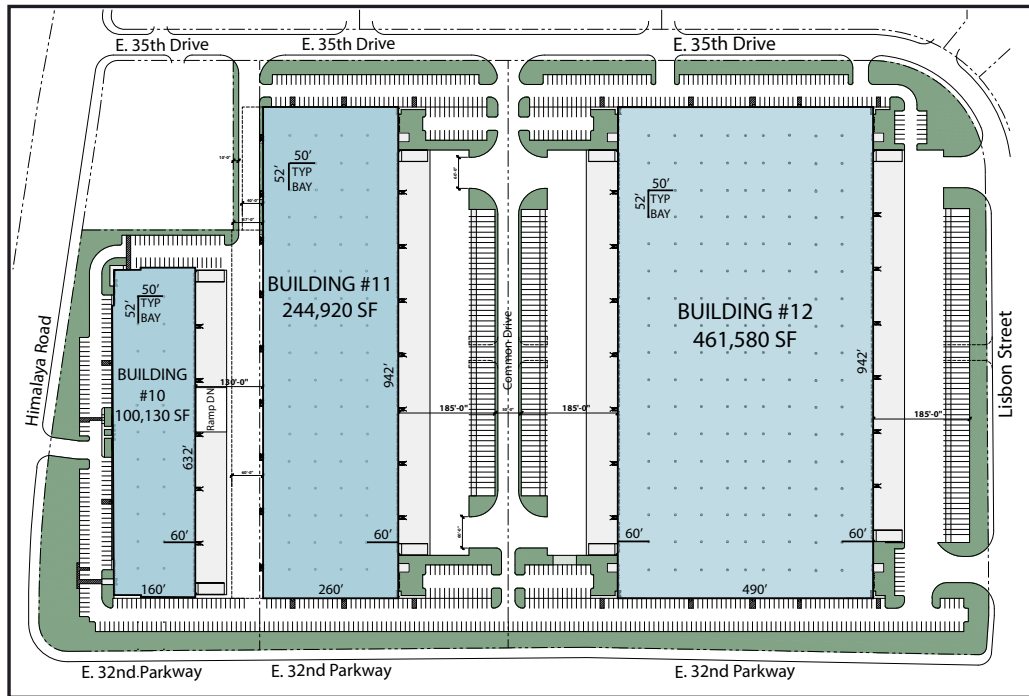 E. 35th Drive
E. 35th Drive
E. 35th Drive
50'
52'
TYP
BAY
50'
52'
TYP
BAY
BUILDING #11
244,920 SF
BUILDING #12
461,580 SF
50'
52'
TYP
BAY
BUILDING
#10
100,130 SF
Himalaya Road
130'-0"
Ramp DN
632'
942'
Common Drive
185'-0"
185'-0"
942'
185'-0"
Lisbon Street
60'
60'
60'
60'
160'
260'
490'
E. 32nd Parkway
E. 32nd Parkway
E. 32nd Parkway